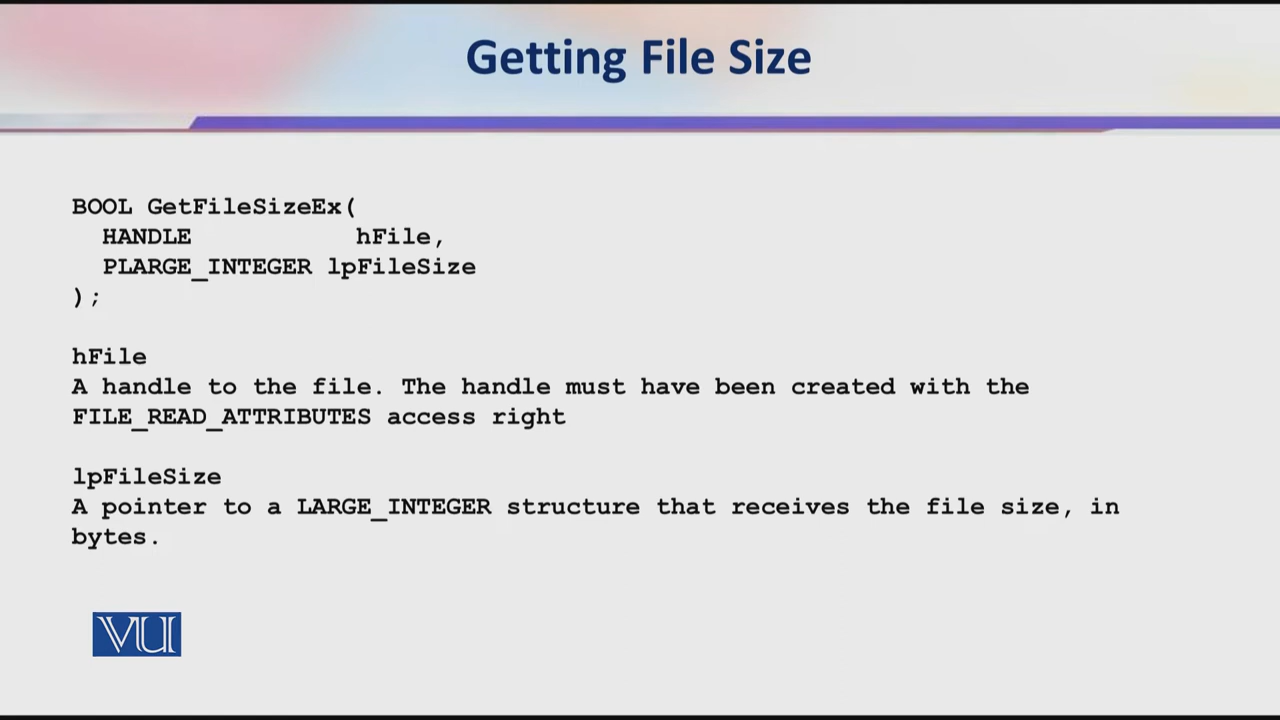 Getting File Size
BOOL GetFileSizeEx(
  HANDLE           hFile,
  PLARGE_INTEGER lpFileSize
);
hFile
A handle to the file. The handle must have been created with the
FILE_READ_ATTRIBUTES access right
lpFileSize
A pointer to a LARGE_INTEGER structure that receives the file size, in
bytes.
VU